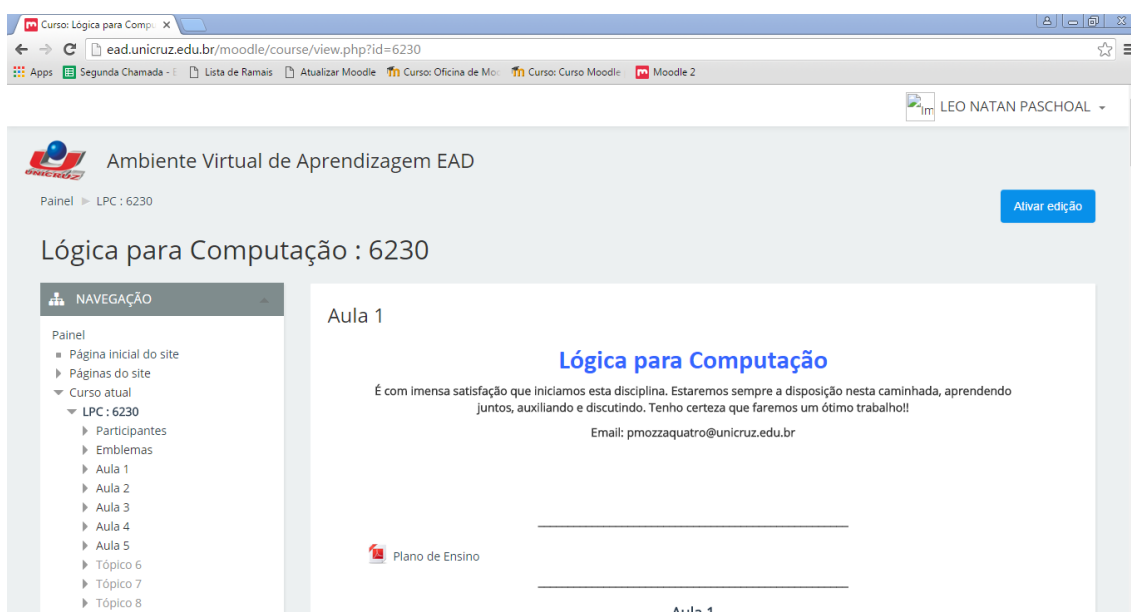 Curso: Lógica para Comp
ead.unicruz.edu.br/moodle/course/view.php?id=6230
Apps Segunda Chamada - Lista de Ramais Atualizar Moodle Curso: Oficina de Mo Curso: Curso Moodle Moodle 2
Im LEO NATAN PASCHOAL
UNICRUZ Ambiente Virtual de Aprendizagem EAD
Painel LPC : 6230
Ativar edição
Lógica para Computação : 6230
NAVEGAÇÃO
Painel
Página inicial do site
Páginas do site
Curso atual
LPC : 6230
Participantes
Emblemas
Aula 1
Aula 2
Aula 3
Aula 4
Aula 5
Tópico 6
Tópico 7
Tópico 8
Aula 1
Lógica para Computação
É com imensa satisfação que iniciamos esta disciplina. Estaremos sempre a disposição nesta caminhada, aprendendo
juntos, auxiliando e discutindo. Tenho certeza que faremos um ótimo trabalho!!
Email: pmozzaquatro@unicruz.edu.br
Plano de Ensino
Aula 1